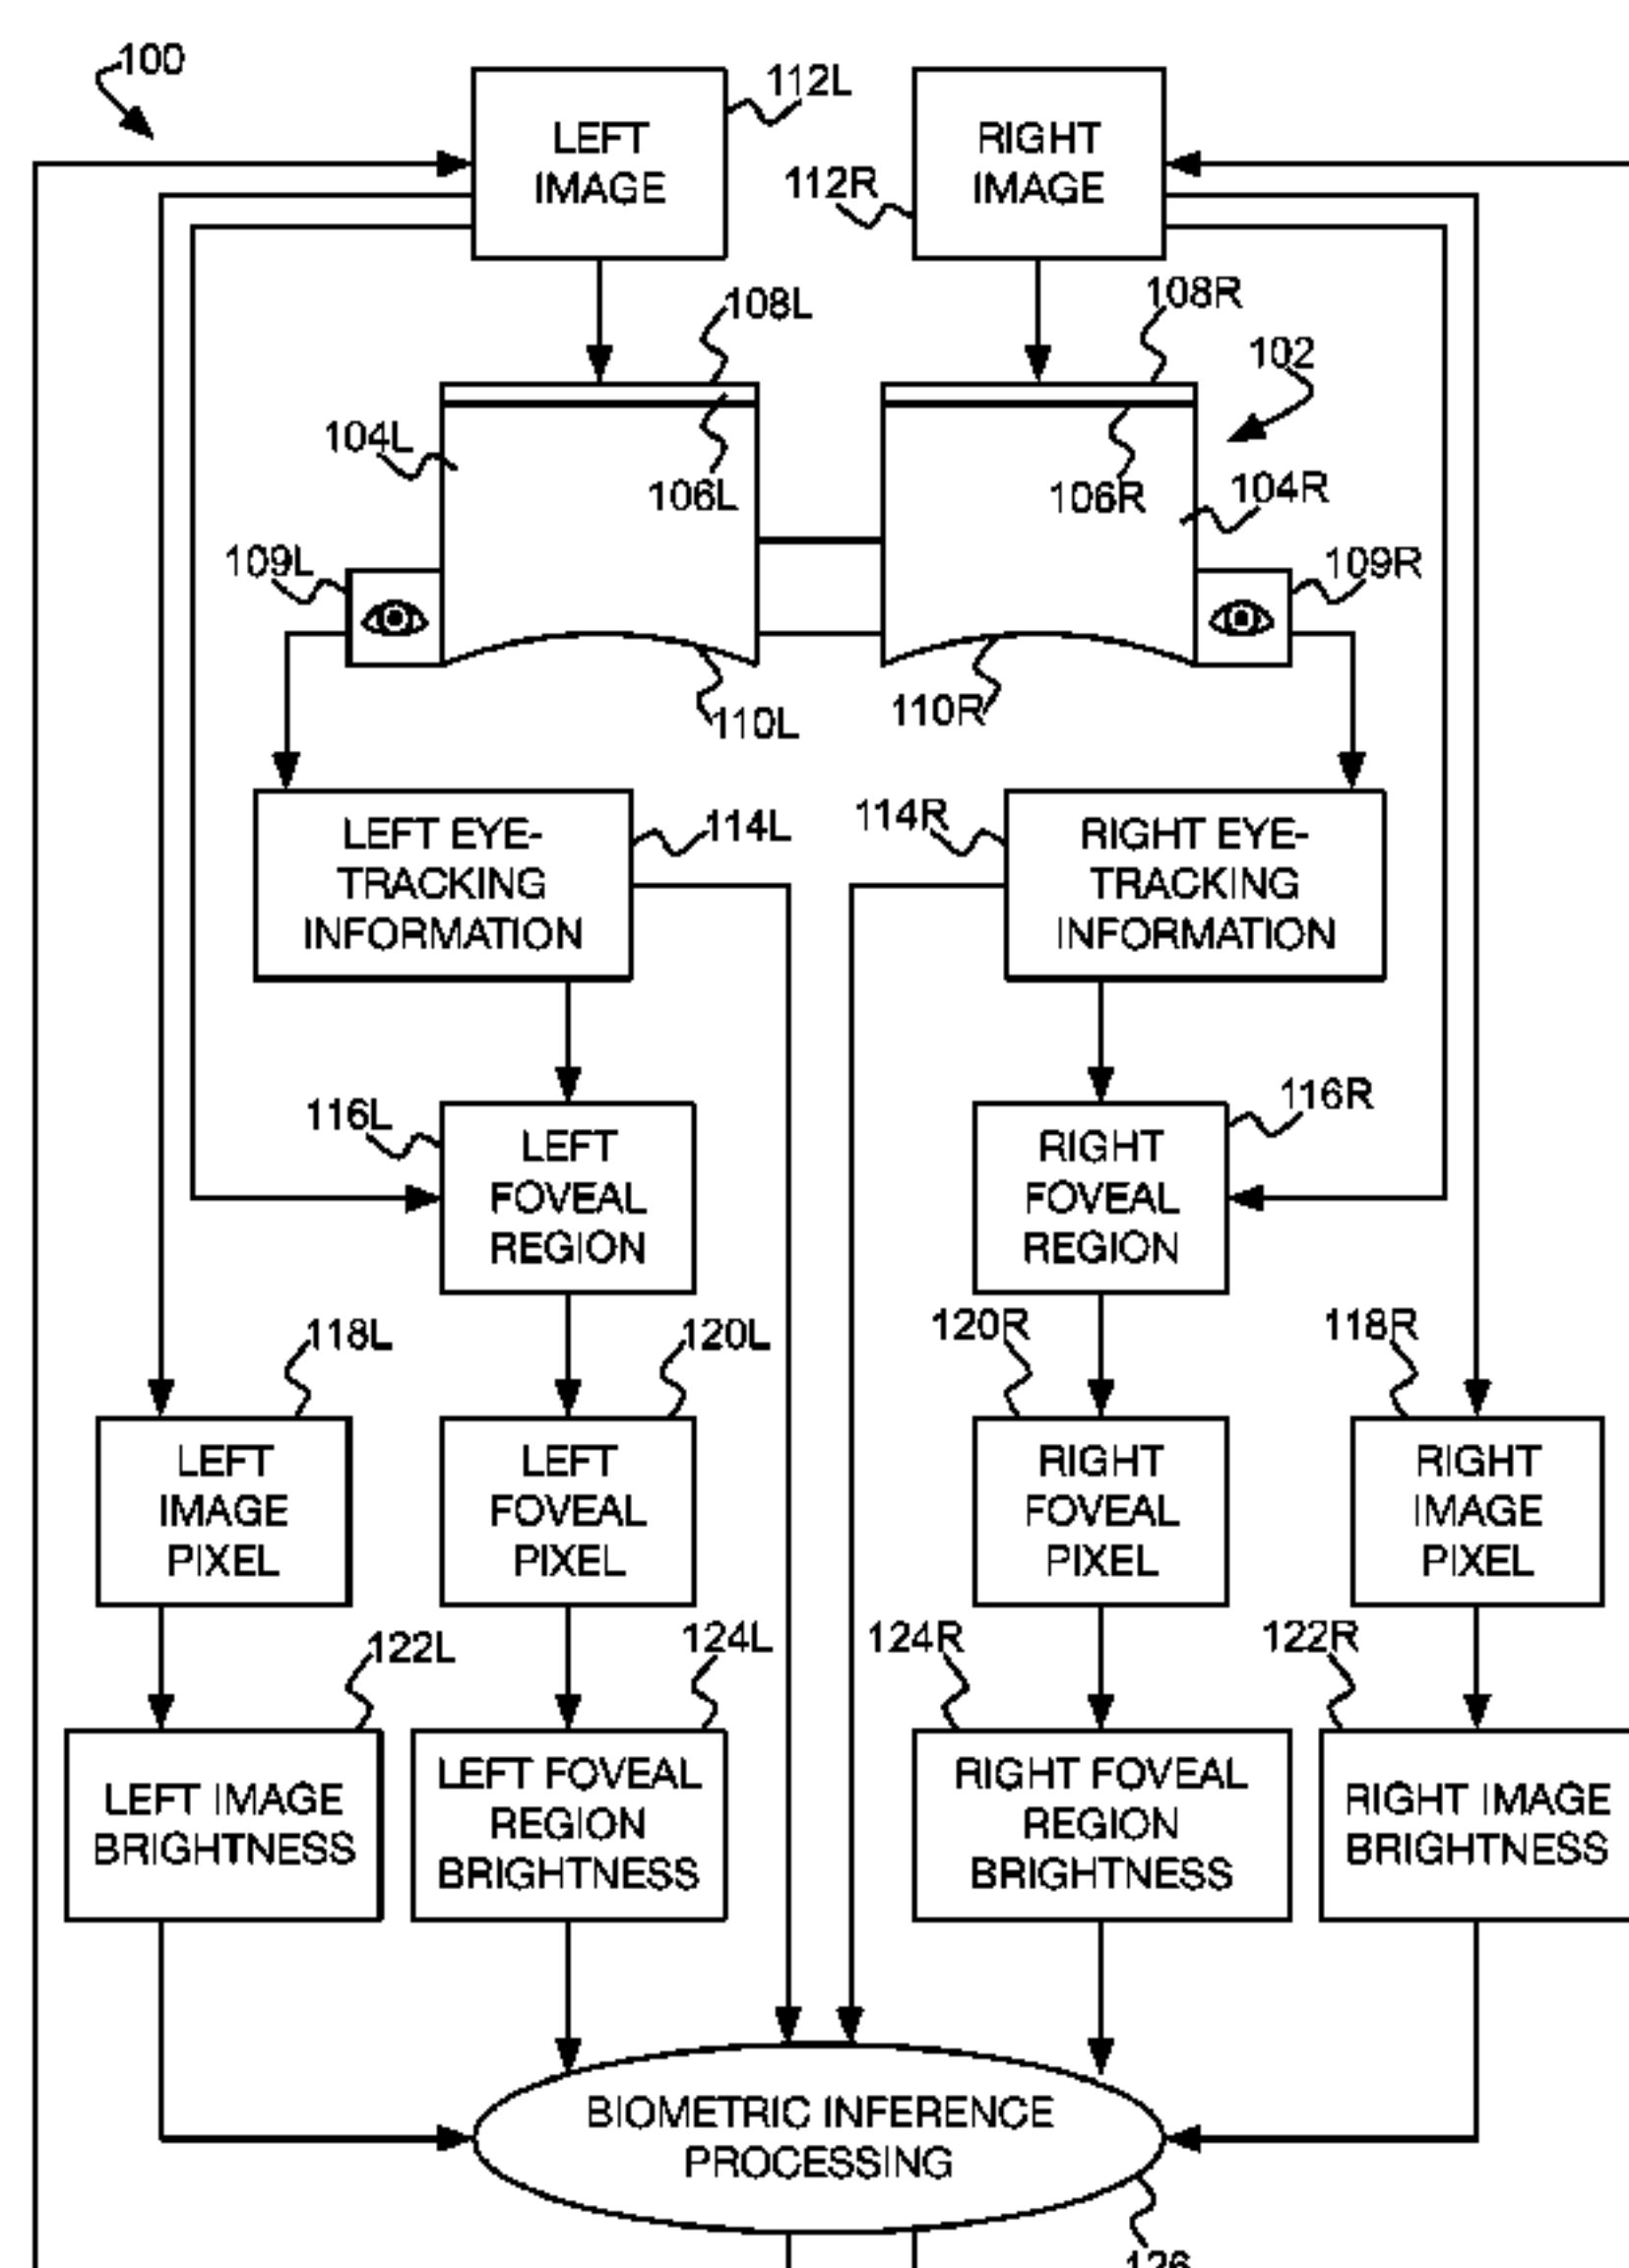 100
LEFT
IMAGE
112L
RIGHT
IMAGE
112R
108L
108R
102
104L
106L
106R
104R
109L
109R
110L
110R
LEFT EYE-
TRACKING
INFORMATION
114L
114R
RIGHT EYE-
TRACKING
INFORMATION
116L
LEFT
FOVEAL
REGION
RIGHT
FOVEAL
REGION
116R
118L
120L
120R
118R
LEFT
IMAGE
PIXEL
LEFT
FOVEAL
PIXEL
RIGHT
FOVEAL
PIXEL
RIGHT
IMAGE
PIXEL
122L
124L
124R
122R
LEFT IMAGE
BRIGHTNESS
LEFT FOVEAL
REGION
BRIGHTNESS
RIGHT FOVEAL
REGION
BRIGHTNESS
RIGHT IMAGE
BRIGHTNESS
BIOMETRIC INFERENCE
PROCESSING
126